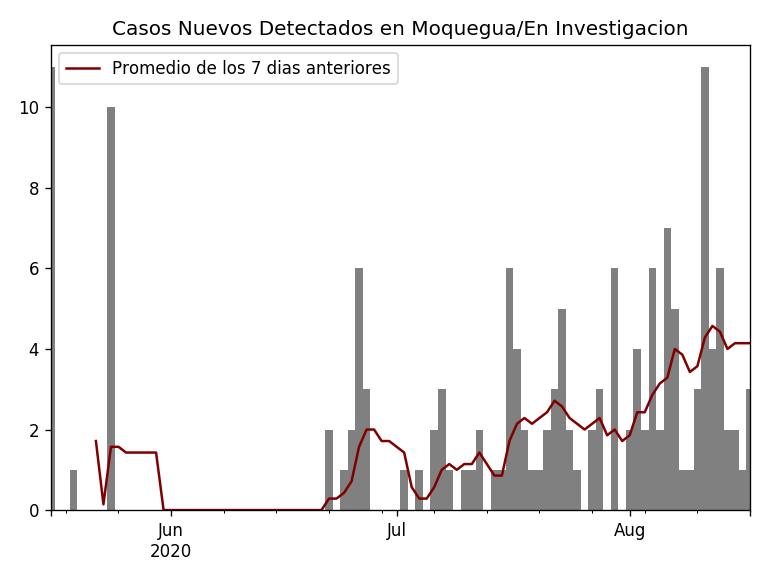 Casos Nuevos Detectados en Moquegua/En Investigacion
Promedio de los 7 dias anteriores
10
8
6
4
2
0
Jun
2020
Jul
Aug